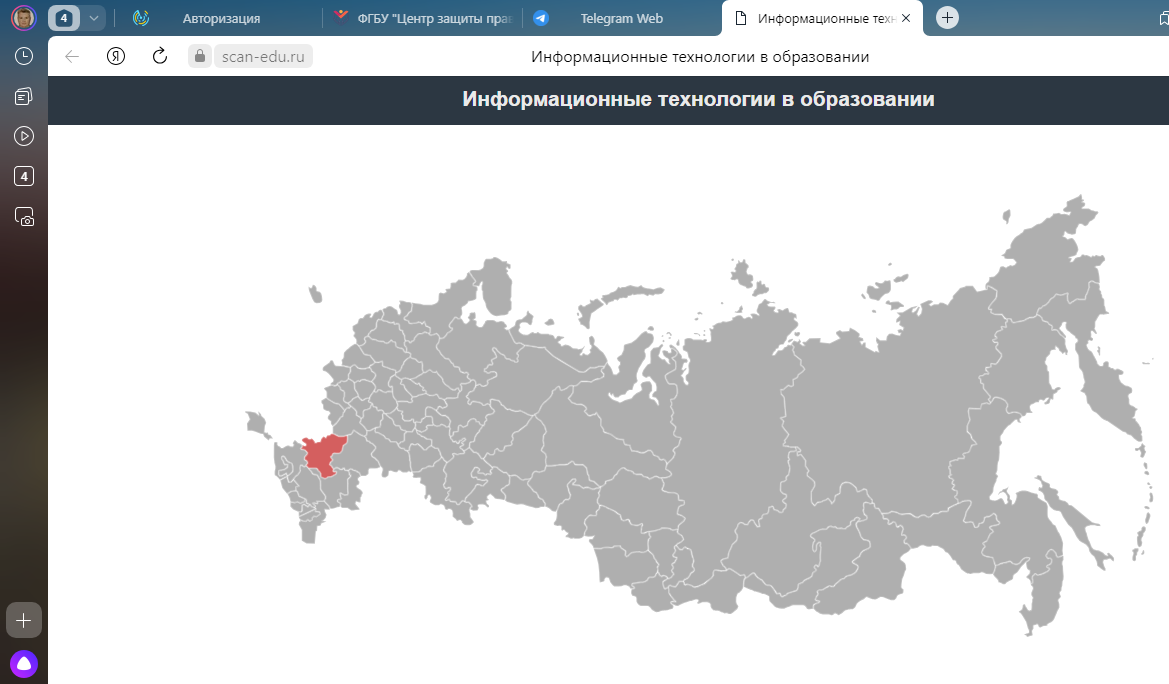 4
Авторизация
ФГБУ "Центр защиты прав
Telegram Web
Информационные техн
Я
scan-edu.ru
Информационные технологии в образовании
Информационные технологии в образовании
4